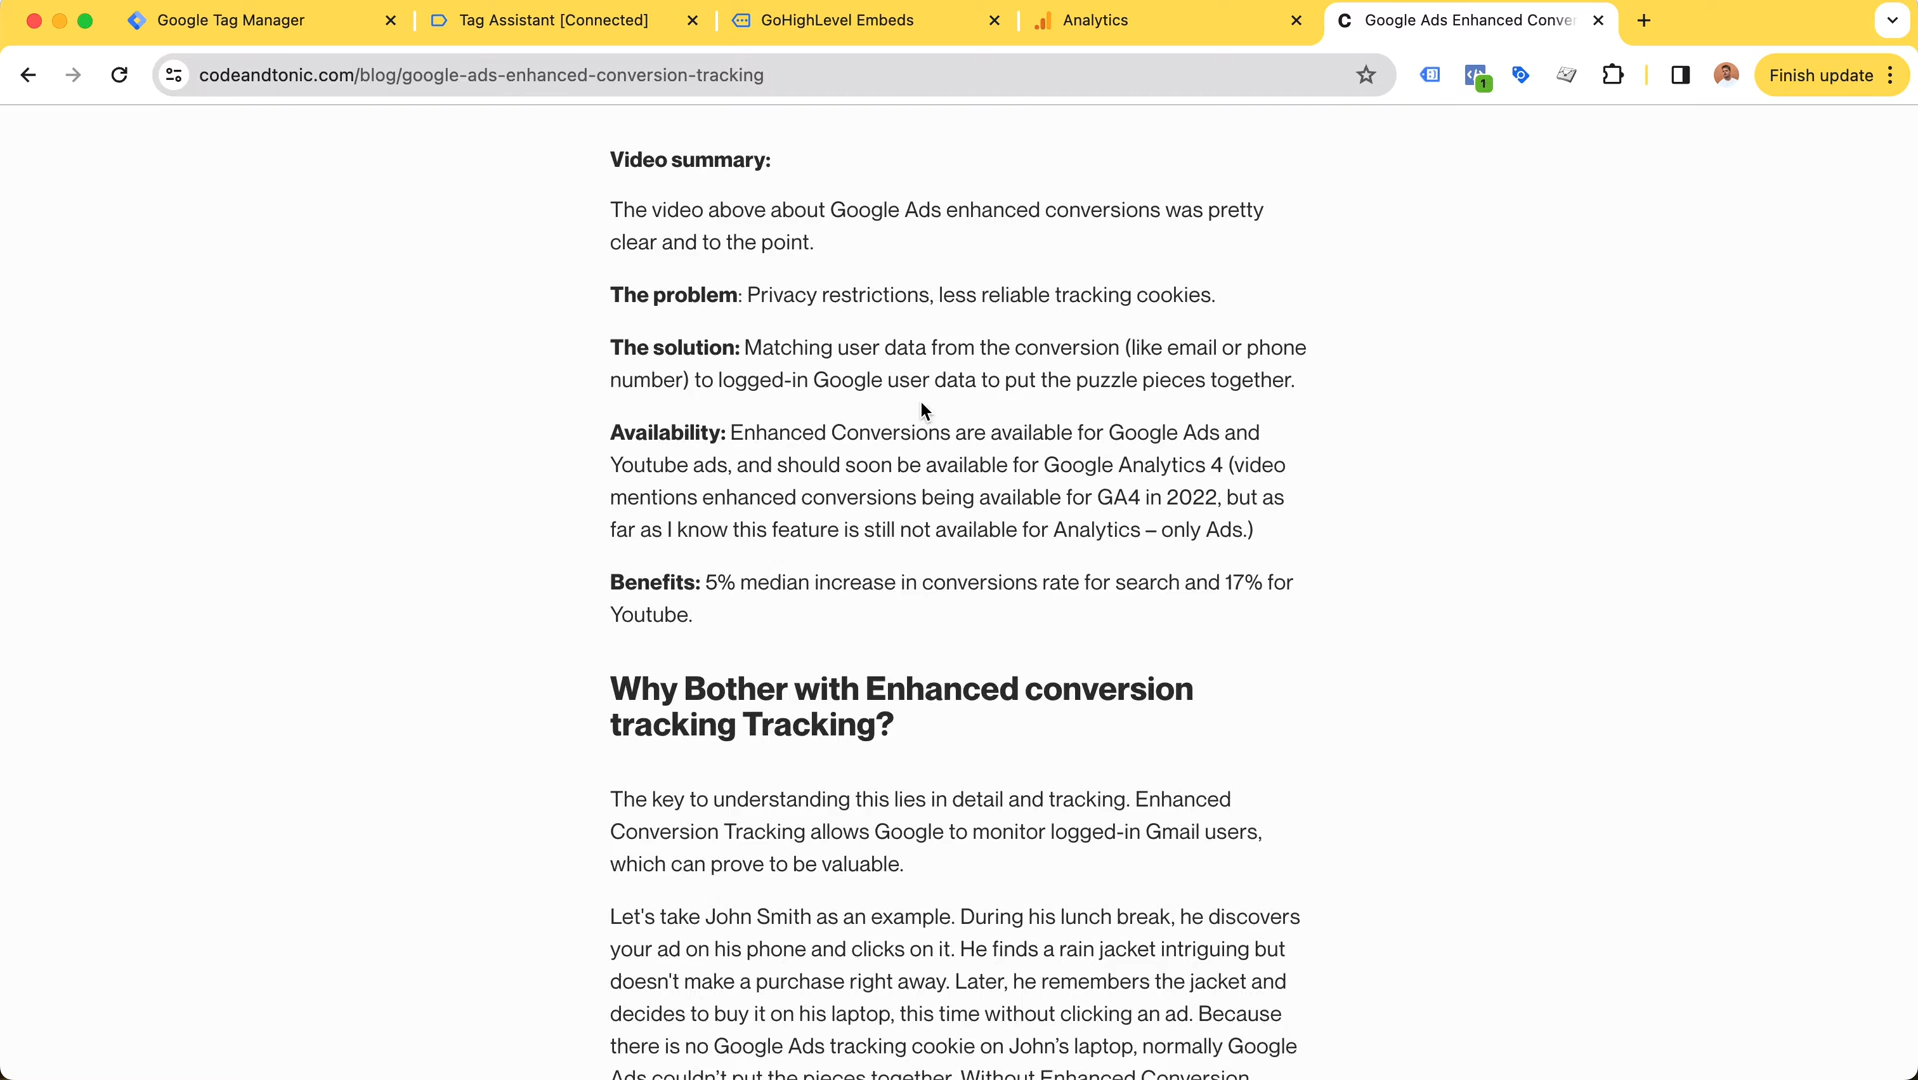 Google Tag Manager
Tag Assistant [Connected]
GoHighLevel Embeds
Analytics
Google Ads Enhanced Conve
codeandtonic.com/blog/google-ads-enhanced-conversion-tracking
1
Finish update
Video summary:
The video above about Google Ads enhanced conversions was pretty
clear and to the point.
The problem: Privacy restrictions, less reliable tracking cookies.
The solution: Matching user data from the conversion (like email or phone
number) to logged-in Google user data to put the puzzle pieces together.
Availability: Enhanced Conversions are available for Google Ads and
Youtube ads, and should soon be available for Google Analytics 4 (video
mentions enhanced conversions being available for GA4 in 2022, but as
far as I know this feature is still not available for Analytics – only Ads.)
Benefits: 5% median increase in conversions rate for search and 17% for
Youtube.
Why Bother with Enhanced conversion
tracking Tracking?
The key to understanding this lies in detail and tracking. Enhanced
Conversion Tracking allows Google to monitor logged-in Gmail users,
which can prove to be valuable.
Let's take John Smith as an example. During his lunch break, he discovers
your ad on his phone and clicks on it. He finds a rain jacket intriguing but
doesn't make a purchase right away. Later, he remembers the jacket and
decides to buy it on his laptop, this time without clicking an ad. Because
there is no Google Ads tracking cookie on John’s laptop, normally Google
Ads couldn’t put the pieces together. Without Enhanced Conversion